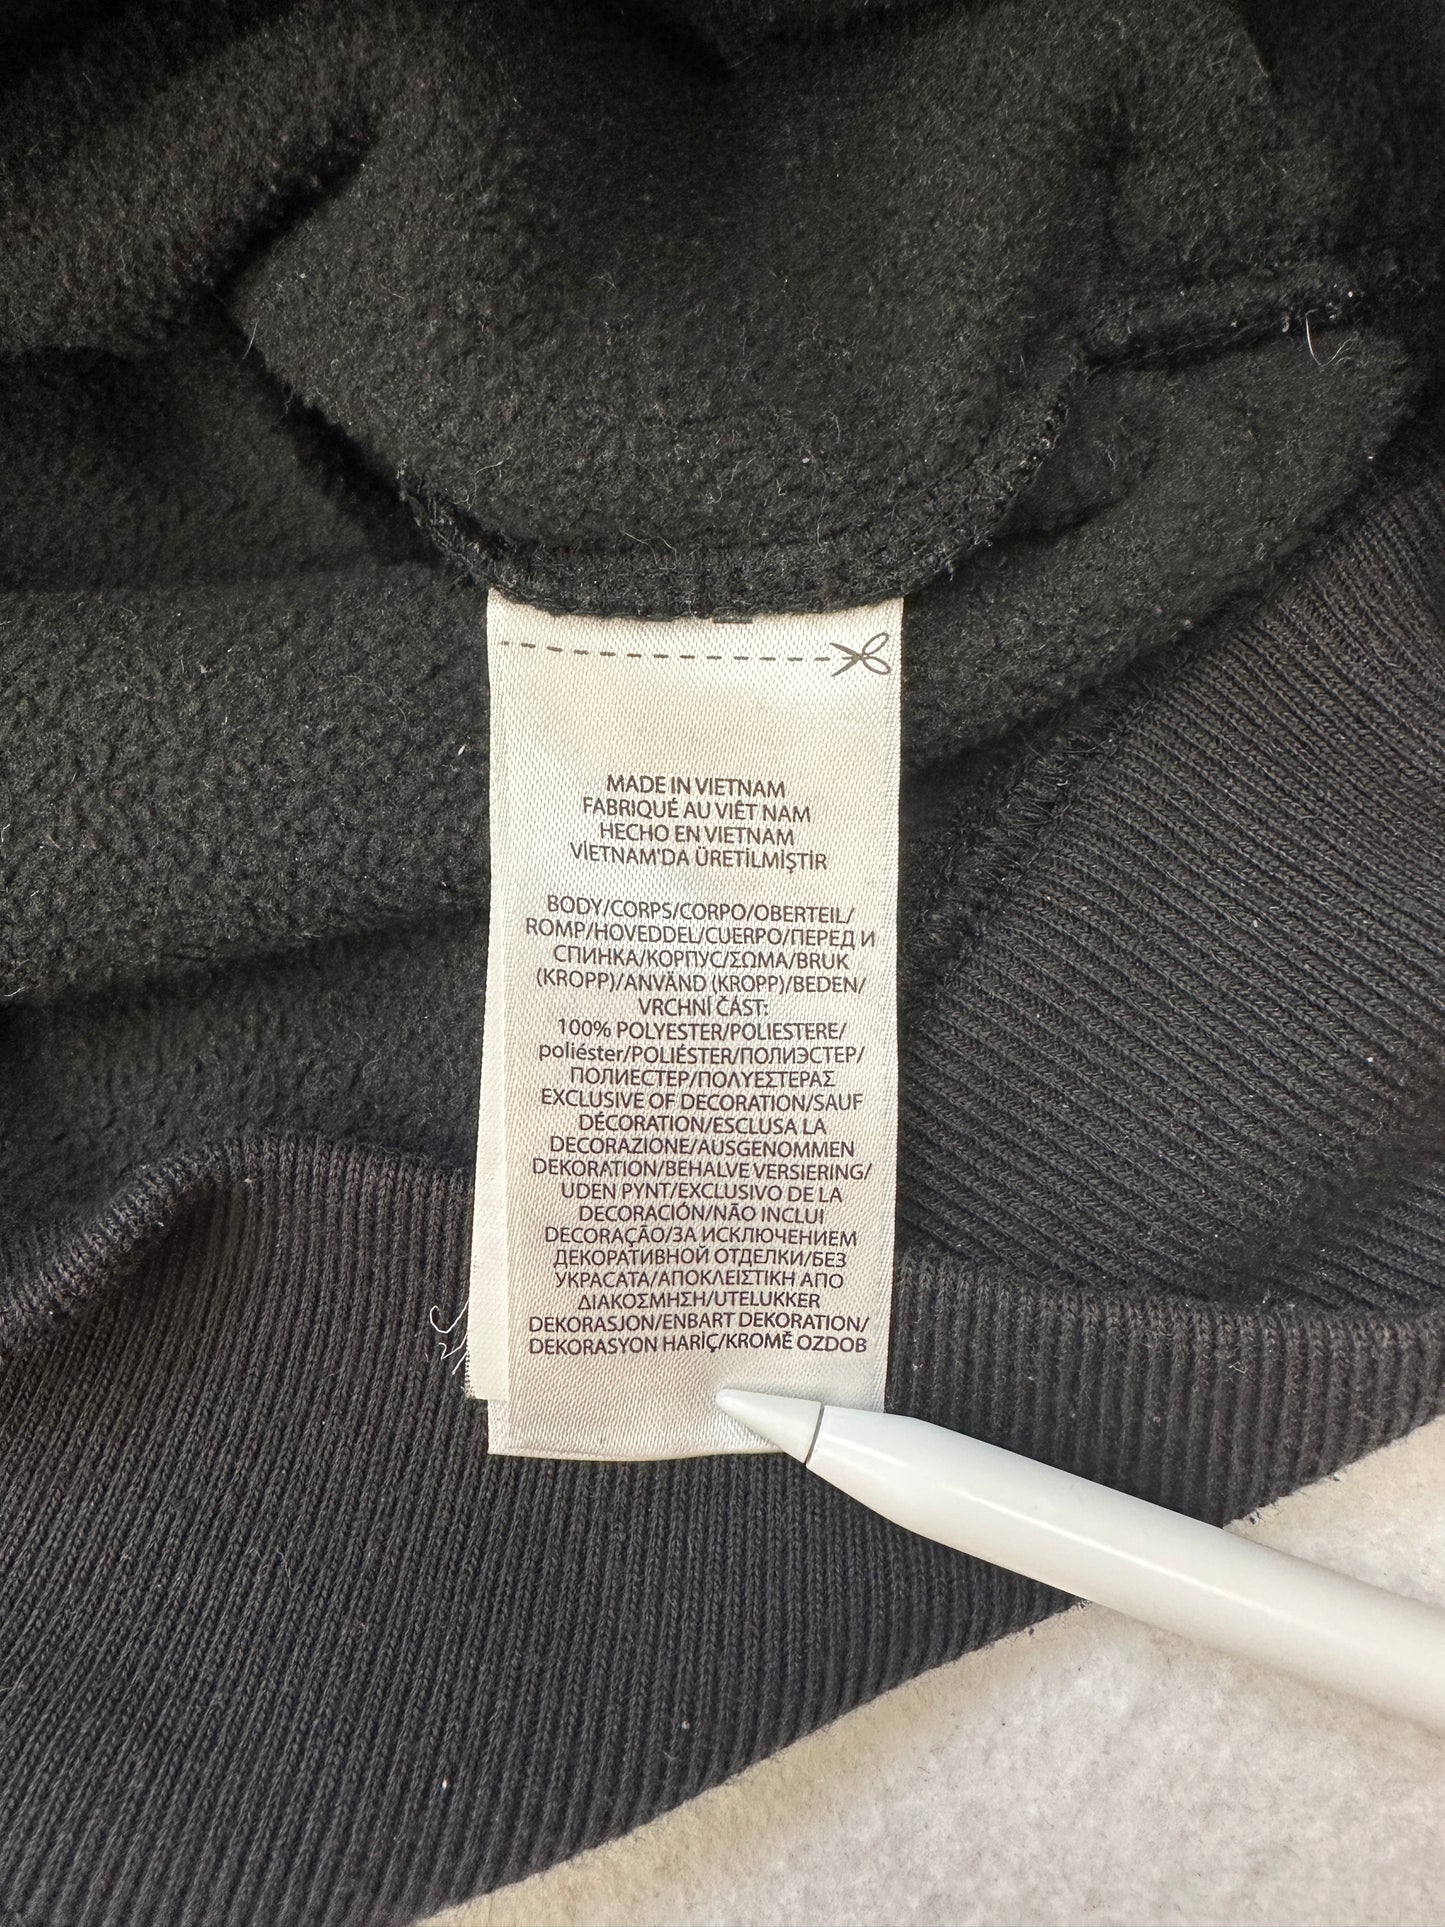 MADE IN VIETNAM
FABRIQUÉ AU VIÊT NAM
HECHO EN VIETNAM
VİETNAM'DA ÜRETİLMİŞTİR
BODY/CORPS/CORPO/OBERTEIL/
ROMP/HOVEDDEL/CUERPO/ПЕРЕД И
СПИНКА/КОРПУС/ΣΩΜΑ/BRUK
(KROPP)/ANVÄND (KROPP)/BEDEN/
VRCHNÍ ČÁST:
100% POLYESTER/POLIESTERE/
poliéster/POLIÉSTER/ПОЛИЭСТЕР/
ПОЛИЕСТЕР/ΠΟΛΥΕΣΤΕΡΑΣ
EXCLUSIVE OF DECORATION/SAUF
DÉCORATION/ESCLUSA LA
DECORAZIONE/AUSGENOMMEN
DEKORATION/BEHALVE VERSIERING/
UDEN PYNT/EXCLUSIVO DE LA
DECORACIÓN/NÃO INCLUI
DECORAÇÃO/ЗА ИСКЛЮЧЕНИЕМ
ДЕКОРАТИВНОЙ ОТДЕЛКИ/БЕЗ
УКРАСАТА/ΑΠΟΚΛΕΙΣΤΙΚΗ ΑΠΟ
ΔΙΑΚΟΣΜΗΣΗ/UTELUKKER
DEKORASJON/ENBART DEKORATION/
DEKORASYON HARİÇ/KROMĚ OZDOB